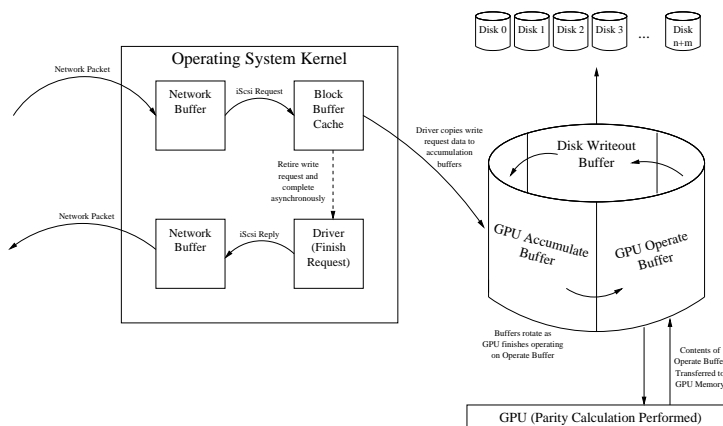 Disk 0
Disk 1
Disk 2
Disk 3
...
Disk
n+m
Operating System Kernel
Network Packet
Network
Buffer
iScsi Request
Block
Buffer
Cache
Driver copies write
request data to
accumulation
buffers
Disk Writeout
Buffer
Retire write
request and
complete
asynchronously
Network Packet
Network
Buffer
iScsi Reply
Driver
(Finish
Request)
GPU Accumulate
Buffer
GPU Operate
Buffer
Buffers rotate as
GPU finishes operating
on Operate Buffer
Contents of
Operate Buffe
Transferred to
GPU Memory
GPU (Parity Calculation Performed)